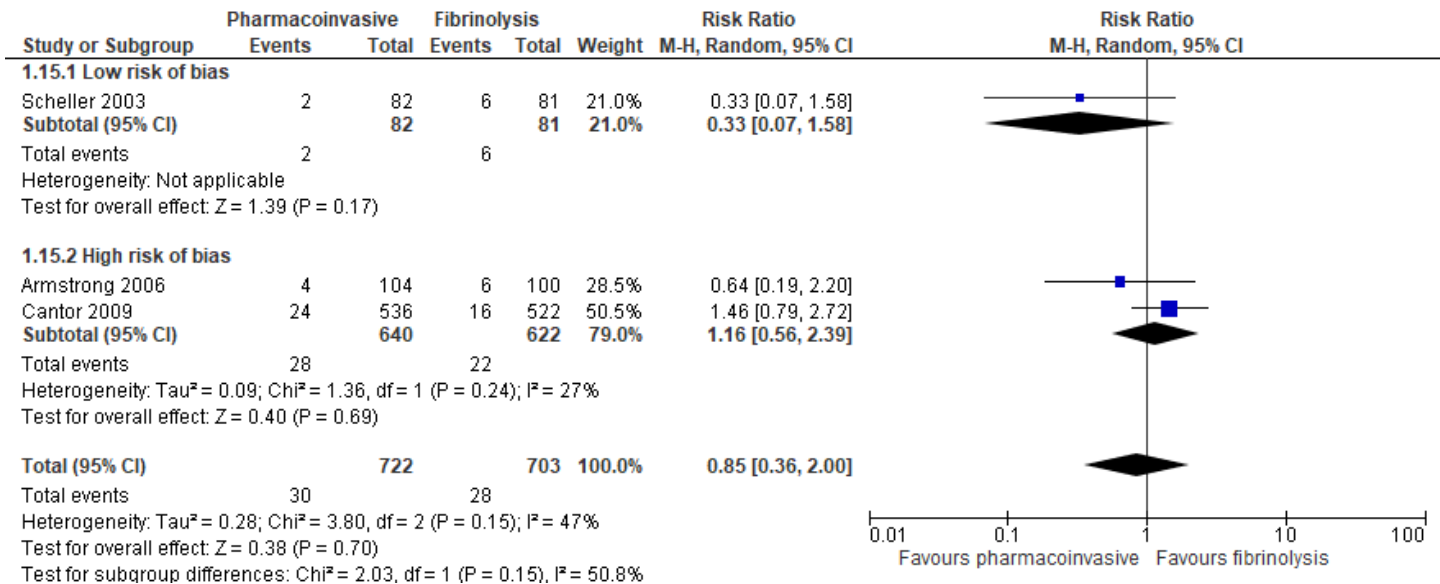 Pharmacoinvasive Fibrinolysis Risk Ratio Risk Ratio
Study or Subgroup Events Total Events Total Weight M-H, Random, 95% CI M-H, Random, 95% CI
1.15.1 Low risk of bias
Scheller 2003 2 82 6 81 21.0% 0.33 [0.07, 1.58]
Subtotal (95% CI) 82 81 21.0% 0.33 [0.07, 1.58]
Total events 2 6
Heterogeneity: Not applicable
Test for overall effect: Z = 1.39 (P = 0.17)
1.15.2 High risk of bias
Armstrong 2006 4 104 6 100 28.5% 0.64 [0.19, 2.20]
Cantor 2009 24 536 16 522 50.5% 1.46 [0.79, 2.72]
Subtotal (95% CI) 640 622 79.0% 1.16 [0.56, 2.39]
Total events 28 22
Heterogeneity: Tau² = 0.09; Chi² = 1.36, df = 1 (P = 0.24); I² = 27%
Test for overall effect: Z = 0.40 (P = 0.69)
Total (95% CI) 722 703 100.0% 0.85 [0.36, 2.00]
Total events 30 28
Heterogeneity: Tau² = 0.28; Chi² = 3.80, df = 2 (P = 0.15); I² = 47%
Test for overall effect: Z = 0.38 (P = 0.70)
Test for subgroup differences: Chi² = 2.03, df = 1 (P = 0.15), I² = 50.8%
0.01 0.1 1 10 100
Favours pharmacoinvasive Favours fibrinolysis